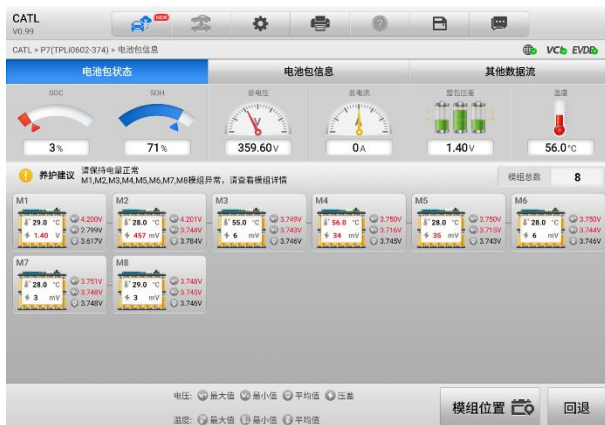 CATL
V0.99
NEW
CATL > P7(TPLi0602-374) > 电池包信息
VCI EVDE
电池包状态 电池包信息 其他数据流
SOC SOH 总电压 总电流 整包压差 温度
V A
3% 71% 359.60V 0A 1.40V 56.0°C
养护建议 请保持电量正常
M1,M2,M3,M4,M5,M6,M7,M8模组异常，请查看模组详情
模组总数 8
M1 M2 M3 M4 M5 M6
29.0 °C 4.200V 28.0 °C 4.201V 55.0 °C 3.749V 56.0 °C 3.750V 28.0 °C 3.750V 28.0 °C 3.750V
2.799V 3.744V 3.743V 3.716V 3.715V 3.744V
1.40 V 3.617V 457 mV 3.784V 6 mV 3.746V 34 mV 3.745V 35 mV 3.743V 6 mV 3.746V
M7 M8
28.0 °C 3.751V 29.0 °C 3.748V
3.748V 3.745V
3 mV 3.748V 3 mV 3.746V
电压: 最大值 最小值 平均值 压差
温度: 最大值 最小值 平均值
模组位置 回退